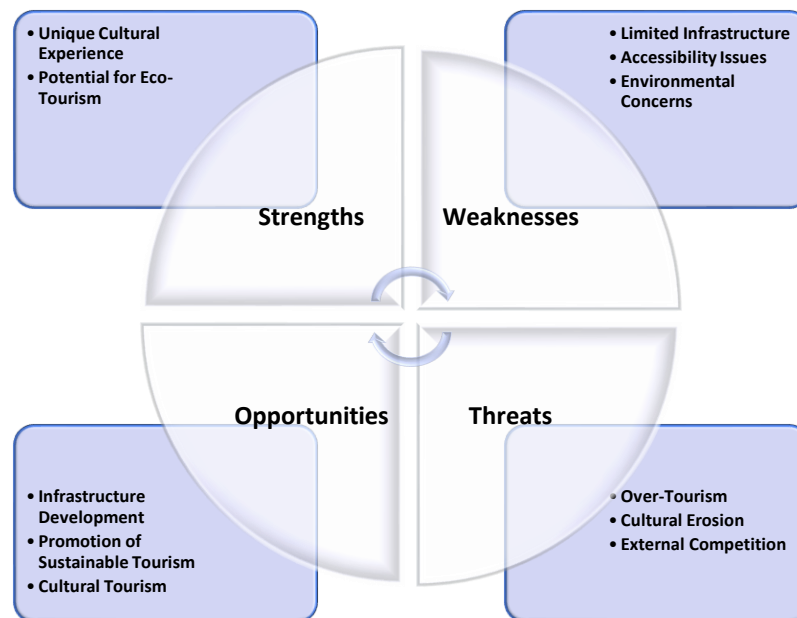 • Unique Cultural
Experience
• Potential for Eco-
Tourism
• Limited Infrastructure
• Accessibility Issues
• Environmental
Concerns
Strengths
Weaknesses
Opportunities
Threats
• Infrastructure
Development
• Promotion of
Sustainable Tourism
• Cultural Tourism
• Over-Tourism
• Cultural Erosion
• External Competition